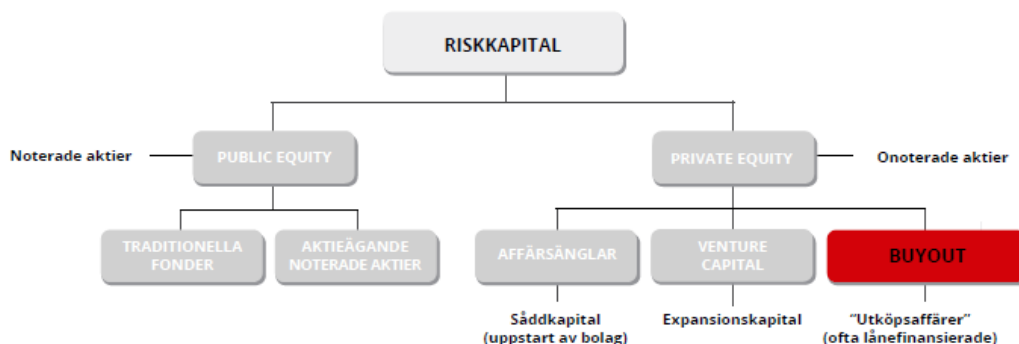 RISKKAPITAL
Noterade aktier
PUBLIC EQUITY
PRIVATE EQUITY
Onoterade aktier
TRADITIONELLA
FONDER
AKTIEÄGANDE
NOTERADE AKTIER
AFFÄRSÄNGLAR
VENTURE
CAPITAL
BUYOUT
Såddkapital
(uppstart av bolag)
Expansionskapital
"Utköpsaffärer"
(ofta lånefinansierade)